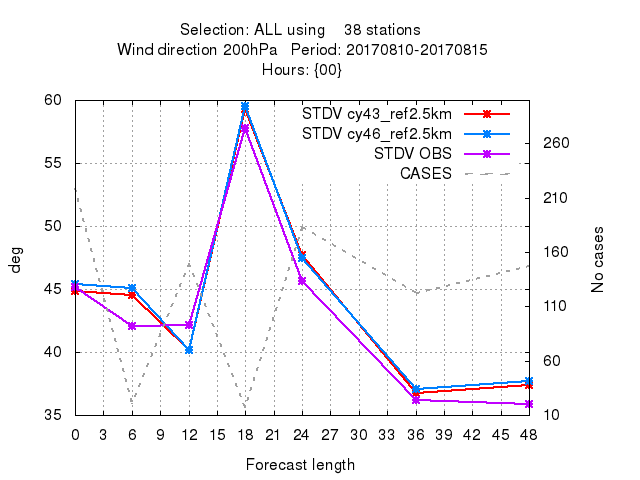 Selection: ALL using 38 stations
Wind direction 200hPa Period: 20170810-20170815
Hours: {00}
STDV cy43_ref2.5km
STDV cy46_ref2.5km
STDV OBS
CASES
deg
60
55
50
45
40
35
No cases
260
210
160
110
60
10
0 3 6 9 12 15 18 21 24 27 30 33 36 39 42 45 48
Forecast length